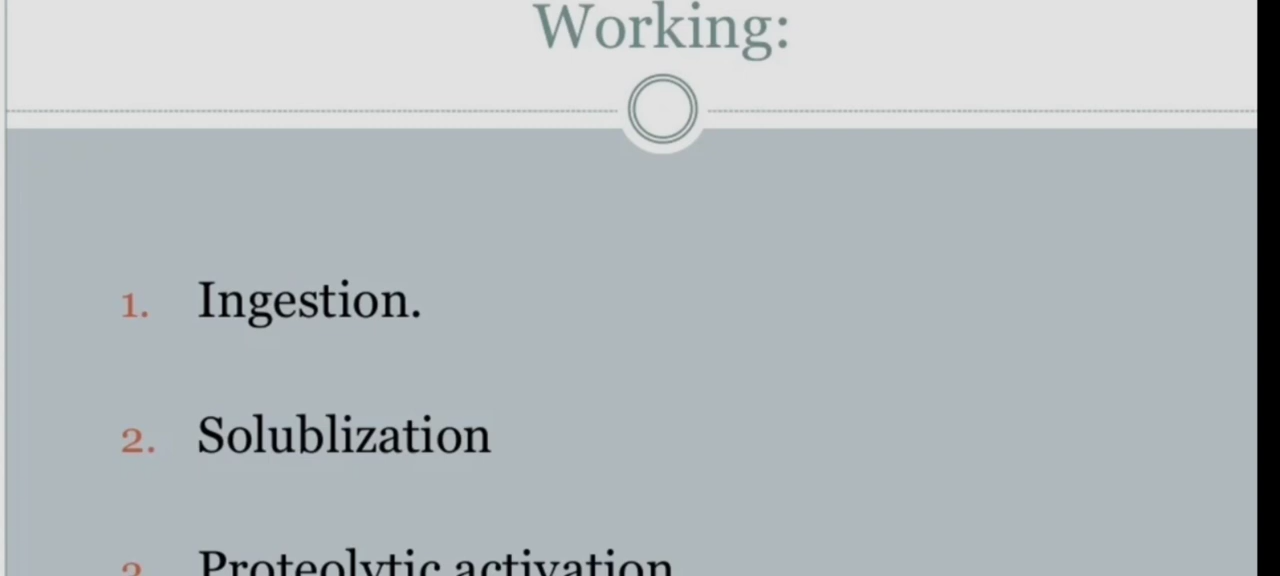 Working:
1. Ingestion.
2. Solublization
3. Proteolytic activation